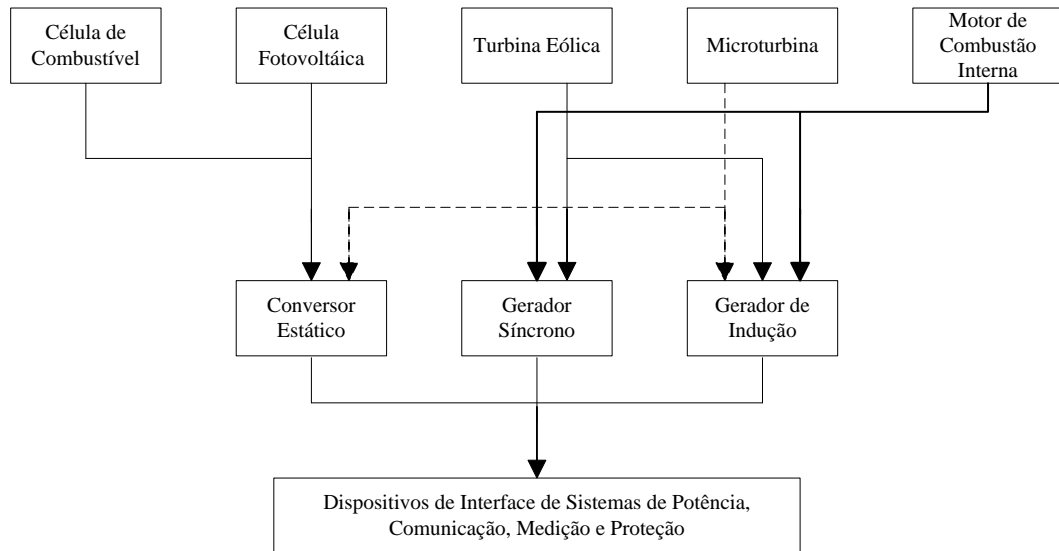 Célula de
Combustível
Célula
Fotovoltáica
Turbina Eólica
Microturbina
Motor de
Combustão
Interna
Conversor
Estático
Gerador
Síncrono
Gerador de
Indução
Dispositivos de Interface de Sistemas de Potência,
Comunicação, Medição e Proteção